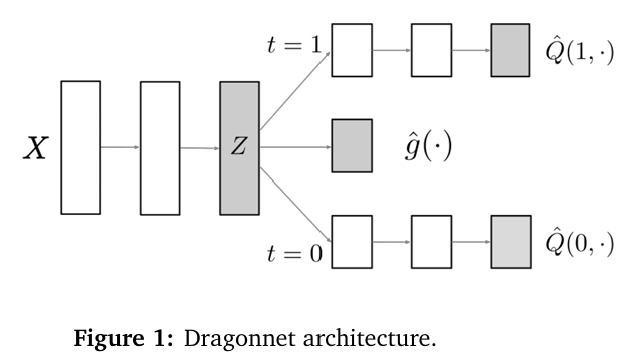 t = 1
Q̂(1, ·)
X
Z
ĝ(·)
t = 0
Q̂(0, ·)
Figure 1: Dragonnet architecture.